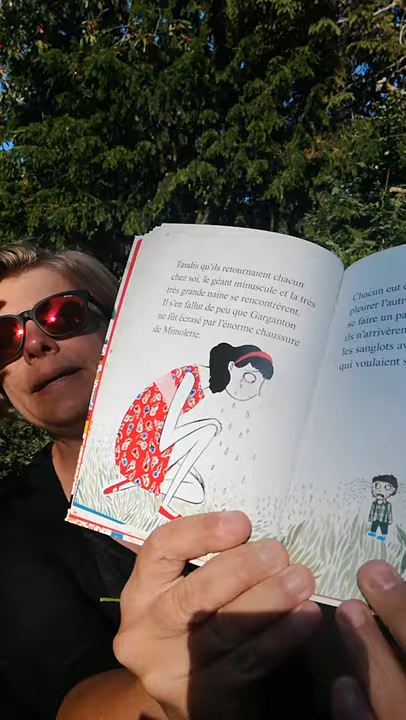 Tandis qu'ils retournaient chacun
chez soi, le géant minuscule et la très
très grande naine se rencontrèrent.
Il s'en fallut de peu que Garganton
ne fût écrasé par l'énorme chaussure
de Mimolette.
Chacun eut
pleurer l'autre
se faire un pa
ils n'arrivèren
les sanglots av
qui voulaient s